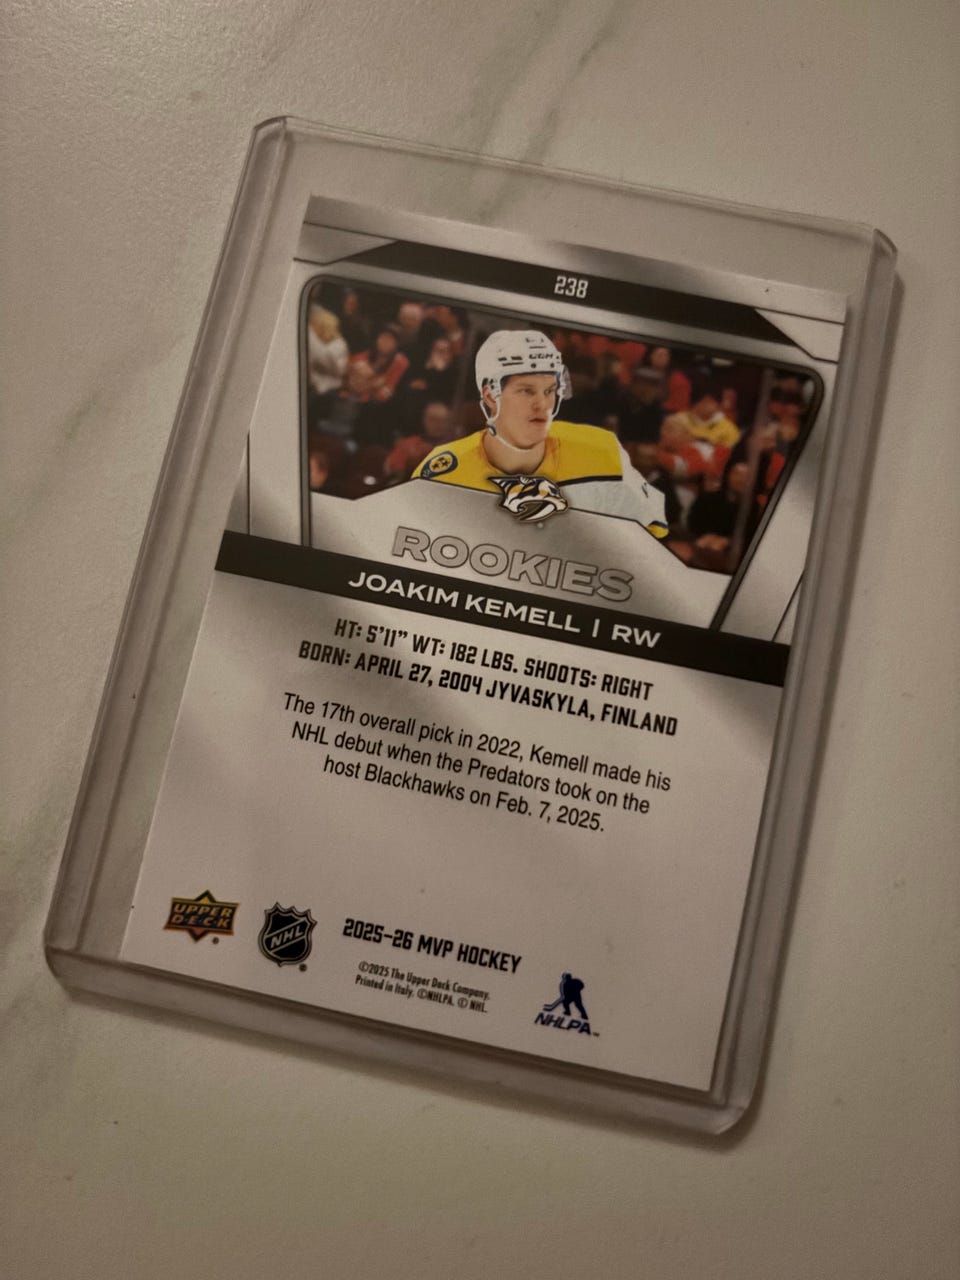 238
CCM
ROOKIES
JOAKIM KEMELL | RW
HT: 5'11" WT: 182 LBS. SHOOTS: RIGHT
BORN: APRIL 27, 2004 JYVASKYLA, FINLAND
The 17th overall pick in 2022, Kemell made his
NHL debut when the Predators took on the
host Blackhawks on Feb. 7, 2025.
UPPER
D·E·C·K
®
NHL
®
2025-26 MVP HOCKEY
©2025 The Upper Deck Company.
Printed in Italy. ©NHLPA. © NHL.
NHLPA™